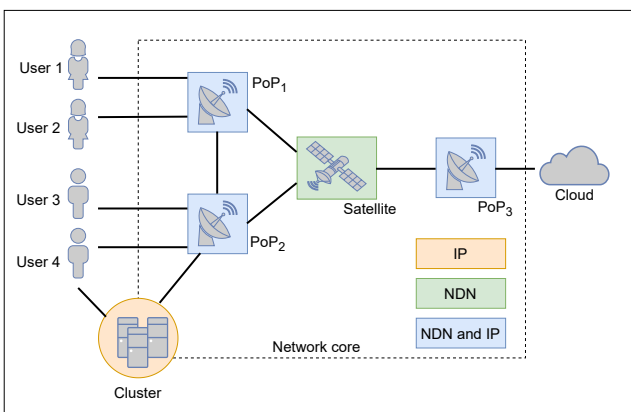 User 1
PoP1
User 2
User 3
Satellite
PoP3
Cloud
PoP2
User 4
IP
NDN
NDN and IP
Network core
Cluster